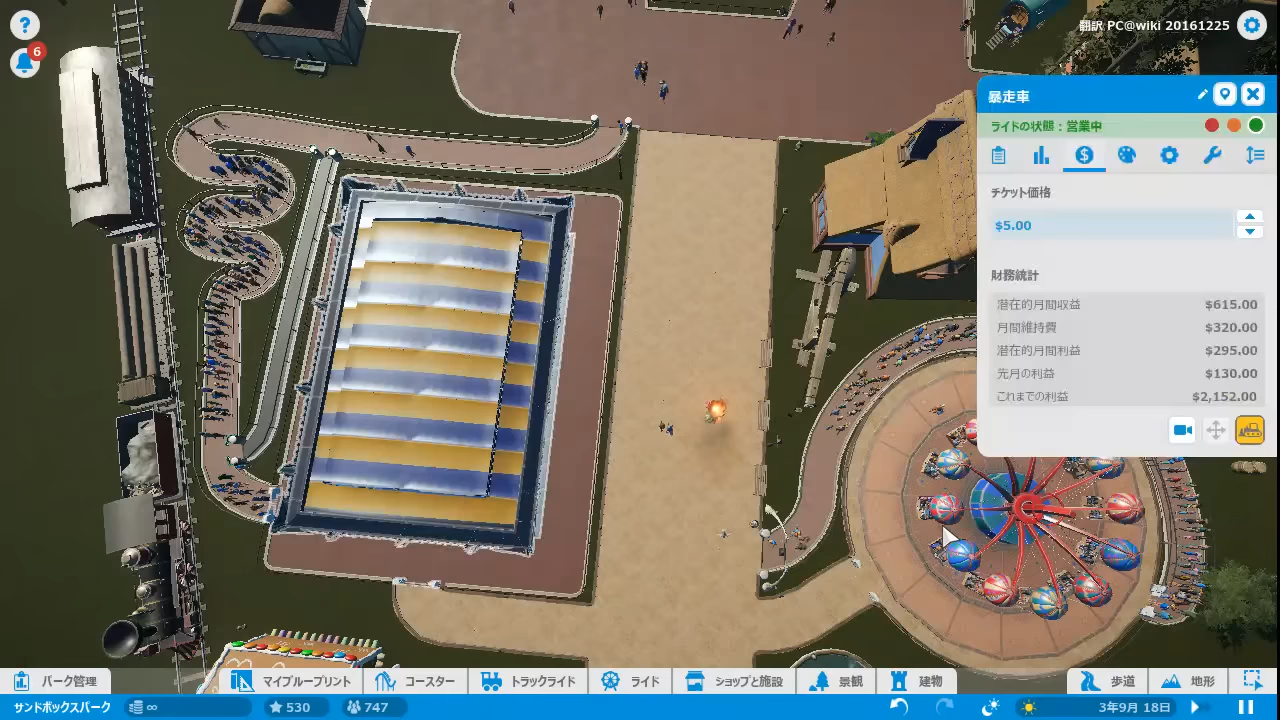 ?
6
翻訳 PC@wiki 20161225
暴走車
ライドの状態：営業中
チケット価格
$5.00
財務統計
潜在的月間収益 $615.00
月間維持費 $320.00
潜在的月間利益 $295.00
先月の利益 $130.00
これまでの利益 $2,152.00
パーク管理 マイブループリント コースター トラックライド ライド ショップと施設 景観 建物 歩道 地形
サンドボックスパーク ∞ 530 747 3年9月 18日